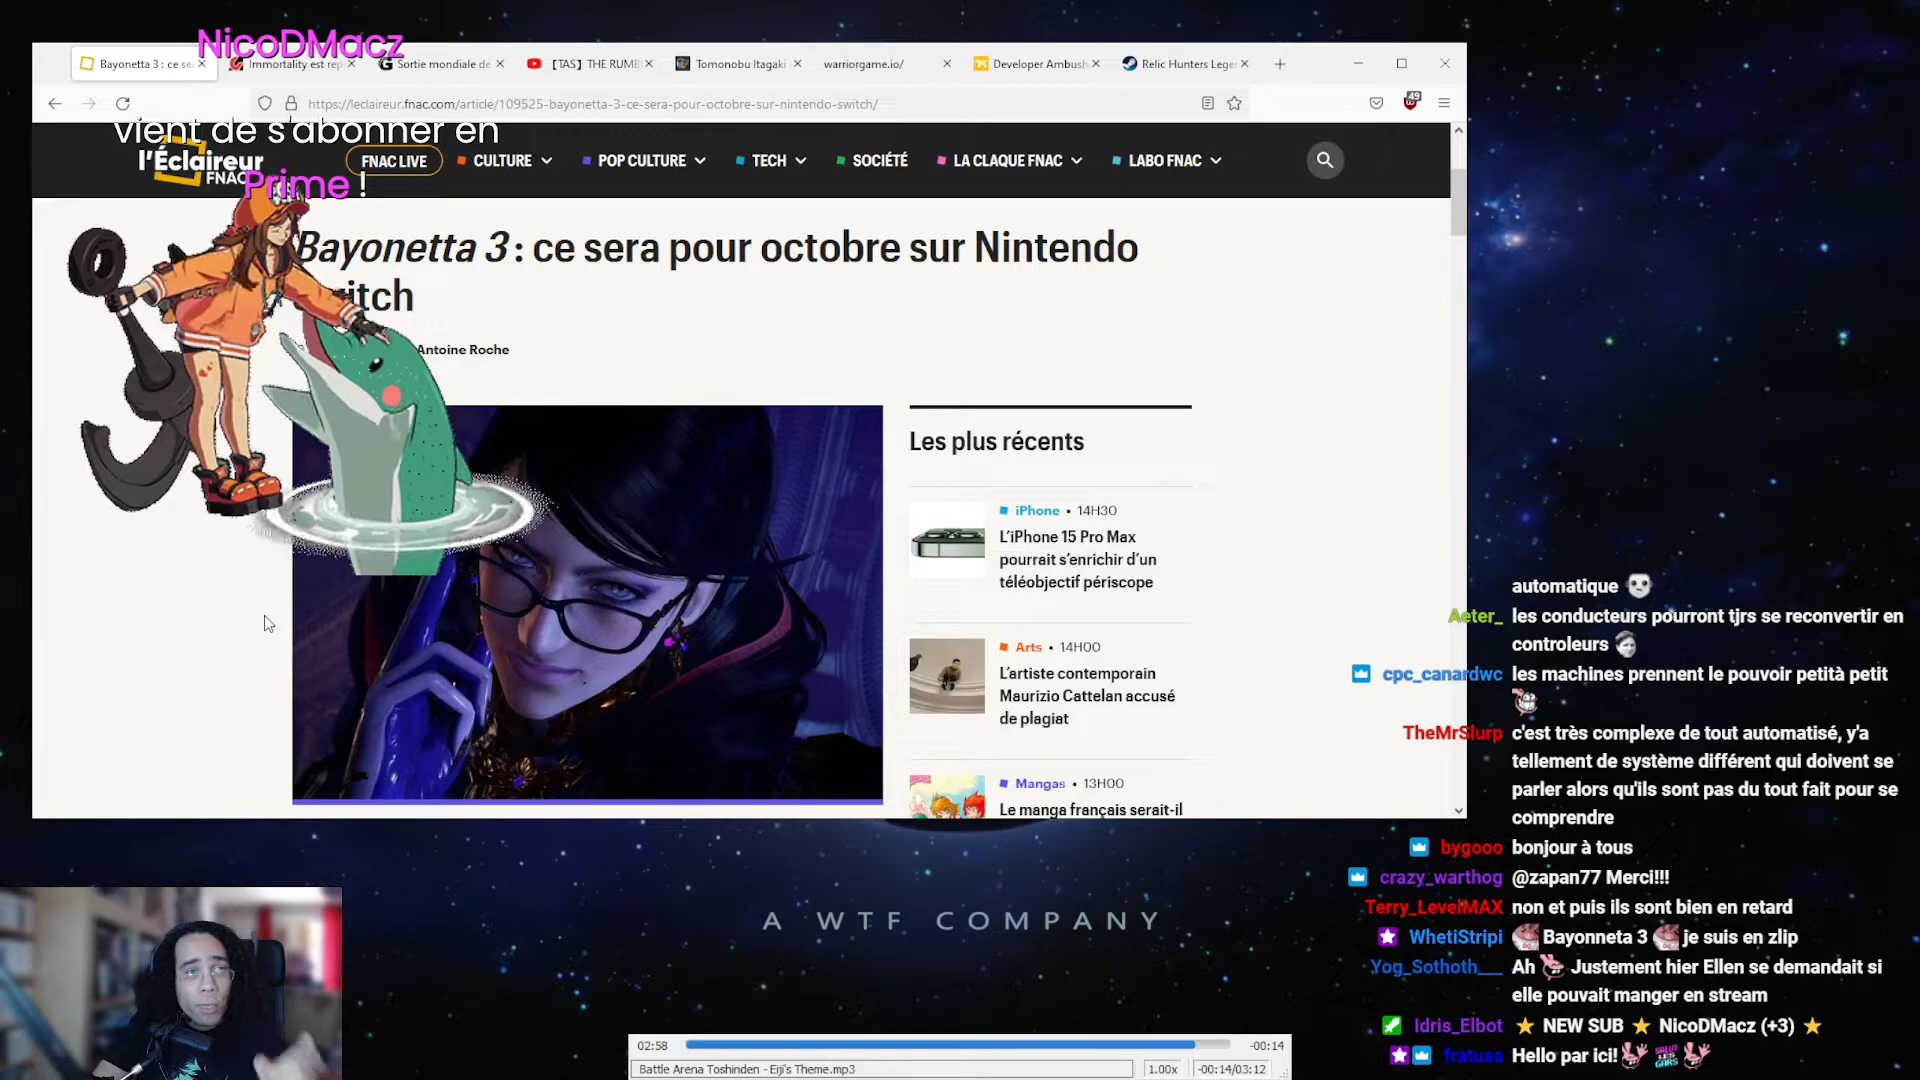 NicoDMacz
vient de s'abonner en
Prime !
Bayonetta 3 : ce se
Immortality est rep
Sortie mondiale de
[TAS] THE RUMB
Tomonobu Itagaki -
warriorgame.io/
Developer Ambush
Relic Hunters Lege
https://leclaireur.fnac.com/article/109525-bayonetta-3-ce-sera-pour-octobre-sur-nintendo-switch/
49
l'Éclaireur
FNAC
FNAC LIVE
CULTURE
POP CULTURE
TECH
SOCIÉTÉ
LA CLAQUE FNAC
LABO FNAC
Bayonetta 3 : ce sera pour octobre sur Nintendo
itch
Antoine Roche
Les plus récents
iPhone • 14H30
L'iPhone 15 Pro Max
pourrait s'enrichir d'un
téléobjectif périscope
Arts • 14H00
L'artiste contemporain
Maurizio Cattelan accusé
de plagiat
Mangas • 13H00
Le manga français serait-il
A WTF COMPANY
02:58
-00:14
Battle Arena Toshinden - Eiji's Theme.mp3
1.00x
-00:14/03:12
automatique
Aeter_ les conducteurs pourront tjrs se reconvertir en
controleurs
cpc_canardwc les machines prennent le pouvoir petità petit
TheMrSlurp c'est très complexe de tout automatisé, y'a
tellement de système différent qui doivent se
parler alors qu'ils sont pas du tout fait pour se
comprendre
bygooo bonjour à tous
crazy_warthog @zapan77 Merci!!!
Terry_LevelMAX non et puis ils sont bien en retard
WhetiStripi Bayonneta 3 je suis en zlip
Yog_Sothoth___ Ah Justement hier Ellen se demandait si
elle pouvait manger en stream
Idris_Elbot NEW SUB NicoDMacz (+3)
fratuss Hello par ici! SALUT LES GARS